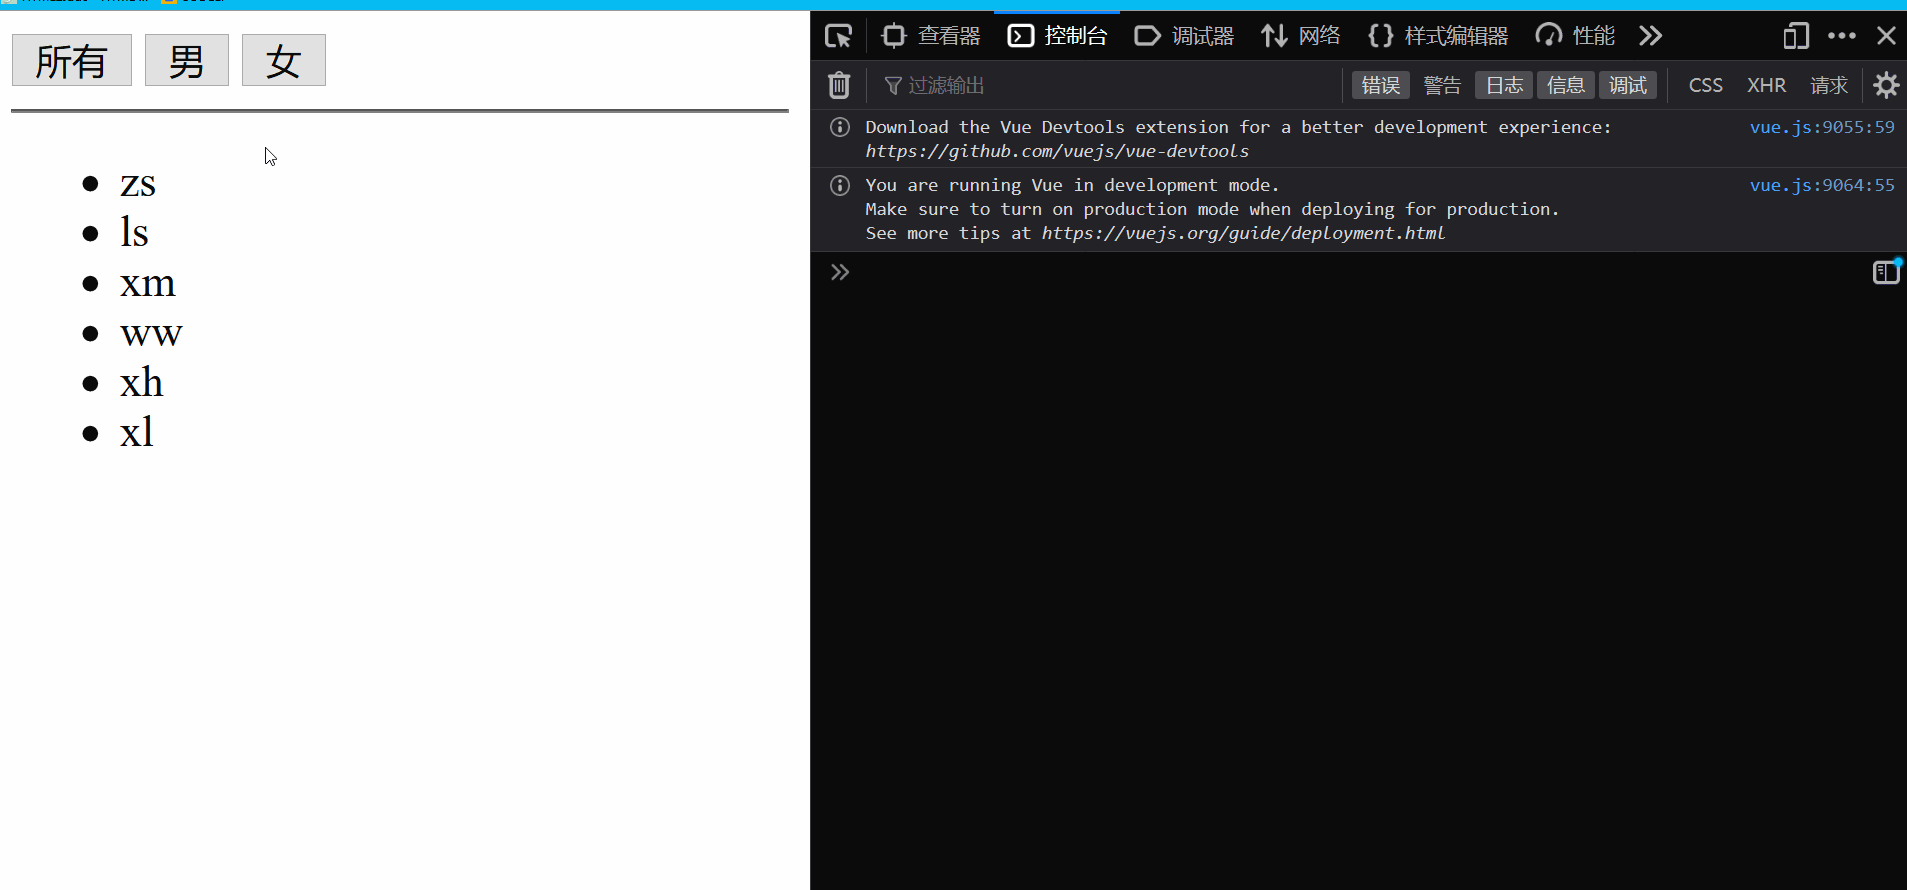 所有 男 女
zs
ls
xm
ww
xh
xl
查看器 控制台 调试器 网络 样式编辑器 性能
过滤输出 错误 警告 日志 信息 调试 CSS XHR 请求
Download the Vue Devtools extension for a better development experience: vue.js:9055:59
https://github.com/vuejs/vue-devtools
You are running Vue in development mode. vue.js:9064:55
Make sure to turn on production mode when deploying for production.
See more tips at https://vuejs.org/guide/deployment.html